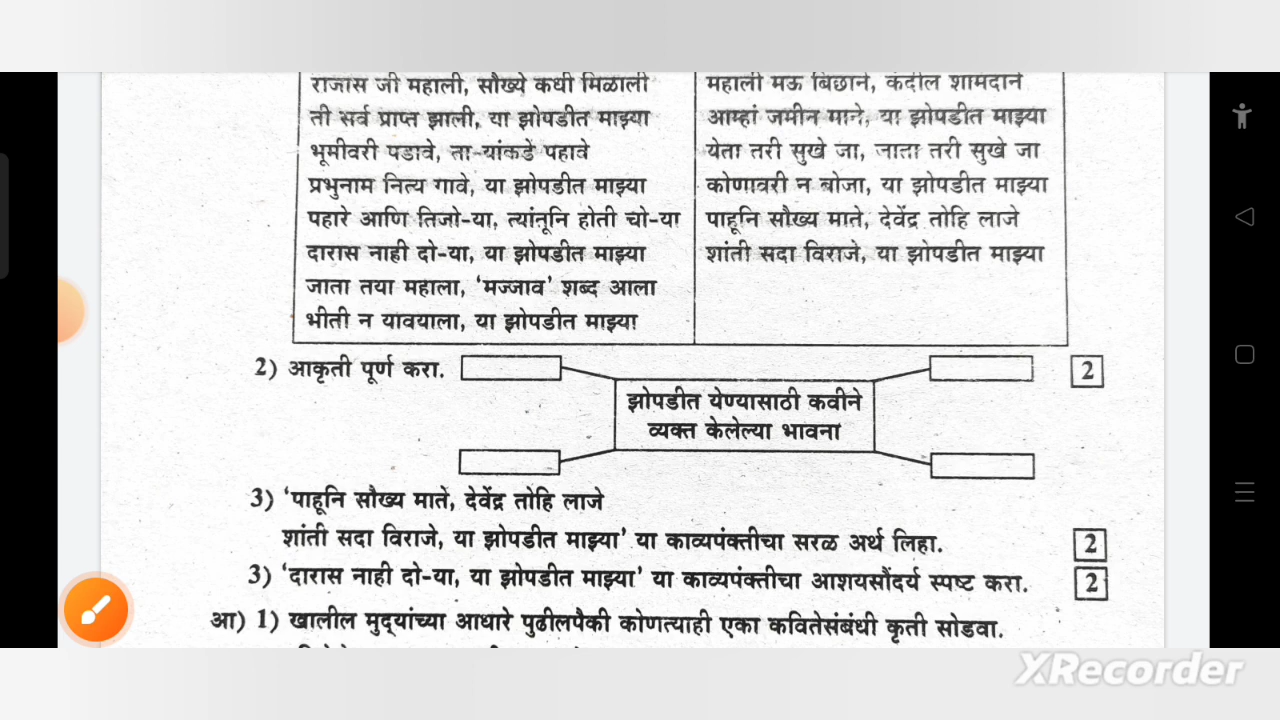 राजास जी महाली, सौख्ये कधी मिळाली
ती सर्व प्राप्त झाली, या झोपडीत माझ्या
भूमीवरी पडावे, ता-यांकडे पहावे
प्रभुनाम नित्य गावे, या झोपडीत माझ्या
पहारे आणि तिजो-या, त्यांतूनि होती चो-या
दारास नाही दो-या, या झोपडीत माझ्या
जाता तया महाला, ‘मज्जाव’ शब्द आला
भीती न यावयाला, या झोपडीत माझ्या
महाली मऊ बिछाने, कंदील शामदाने
आम्हां जमीन माने, या झोपडीत माझ्या
येता तरी सुखे जा, जाता तरी सुखे जा
कोणावरी न बोजा, या झोपडीत माझ्या
पाहूनि सौख्य माते, देवेंद्र तोहि लाजे
शांती सदा विराजे, या झोपडीत माझ्या
2) आकृती पूर्ण करा. 2
झोपडीत येण्यासाठी कवीने
व्यक्त केलेल्या भावना
3) ‘पाहूनि सौख्य माते, देवेंद्र तोहि लाजे
शांती सदा विराजे, या झोपडीत माझ्या’ या काव्यपंक्तीचा सरळ अर्थ लिहा. 2
3) ‘दारास नाही दो-या, या झोपडीत माझ्या’ या काव्यपंक्तीचा आशयसौंदर्य स्पष्ट करा. 2
आ) 1) खालील मुद्यांच्या आधारे पुढीलपैकी कोणत्याही एका कवितेसंबंधी कृती सोडवा.
XRecorder